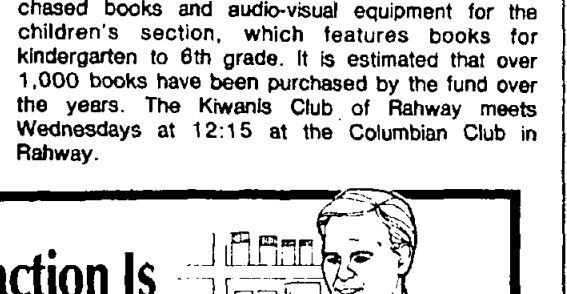 chased books and audio-visual equipment for the
children's section, which features books for
kindergarten to 6th grade. It is estimated that over
1,000 books have been purchased by the fund over
the years. The Kiwanis Club of Rahway meets
Wednesdays at 12:15 at the Columbian Club in
Rahway.
action Is